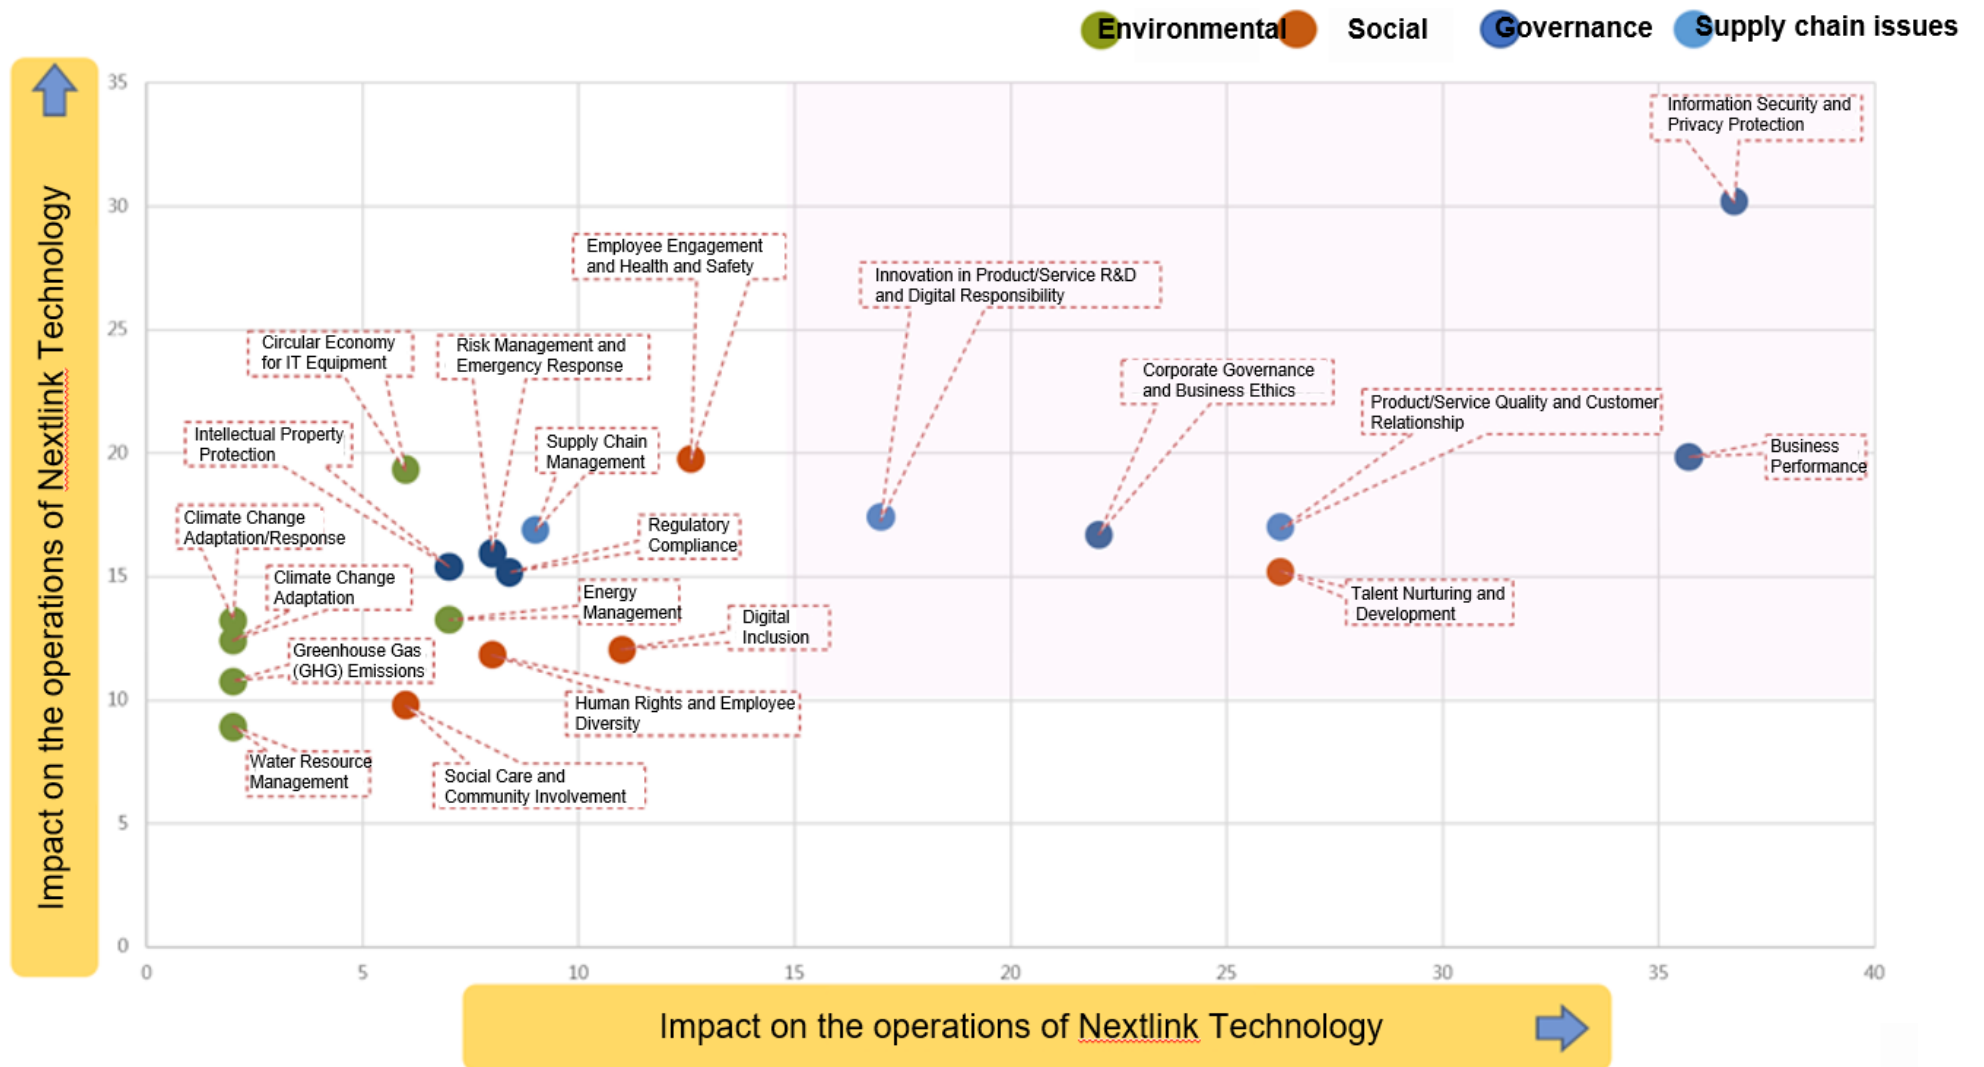 Environmental
Social
Governance
Supply chain issues
Impact on the operations of Nextlink Technology
35
30
25
20
15
10
5
0
Information Security and
Privacy Protection
Employee Engagement
and Health and Safety
Innovation in Product/Service R&D
and Digital Responsibility
Circular Economy
for IT Equipment
Risk Management and
Emergency Response
Corporate Governance
and Business Ethics
Product/Service Quality and Customer
Relationship
Intellectual Property
Protection
Supply Chain
Management
Business
Performance
Climate Change
Adaptation/Response
Regulatory
Compliance
Climate Change
Adaptation
Energy
Management
Talent Nurturing and
Development
Digital
Inclusion
Greenhouse Gas
(GHG) Emissions
Human Rights and Employee
Diversity
Water Resource
Management
Social Care and
Community Involvement
0 5 10 15 20 25 30 35 40
Impact on the operations of Nextlink Technology